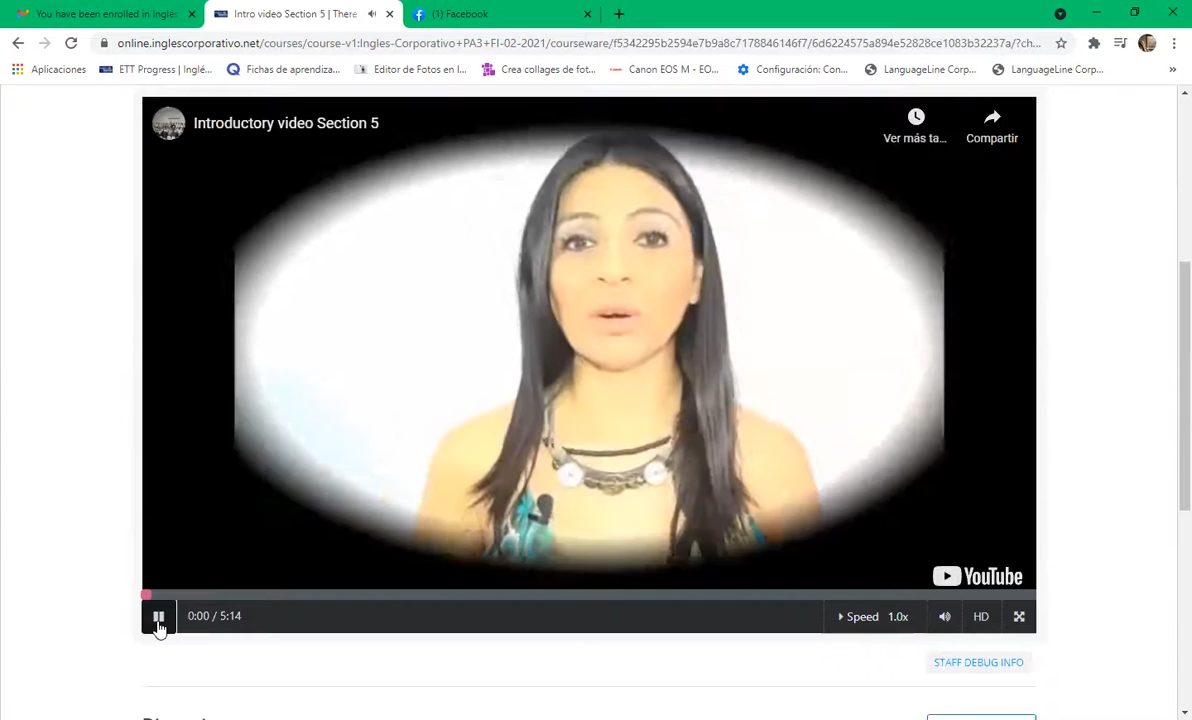 You have been enrolled in Inglés
Intro video Section 5 | There
(1) Facebook
online.inglescorporativo.net/courses/course-v1:Ingles-Corporativo+PA3+FI-02-2021/courseware/f5342295b2594e7b9a8c7178846146f7/6d6224575a894e52828ce1083b32237a/?ch...
Aplicaciones
ETT Progress | Inglé...
Fichas de aprendiza...
Editor de Fotos en l...
Crea collages de fot...
Canon EOS M - EO...
Configuración: Con...
LanguageLine Corp...
LanguageLine Corp...
Introductory video Section 5
Ver más ta...
Compartir
YouTube
0:00 / 5:14
Speed 1.0x
HD
STAFF DEBUG INFO